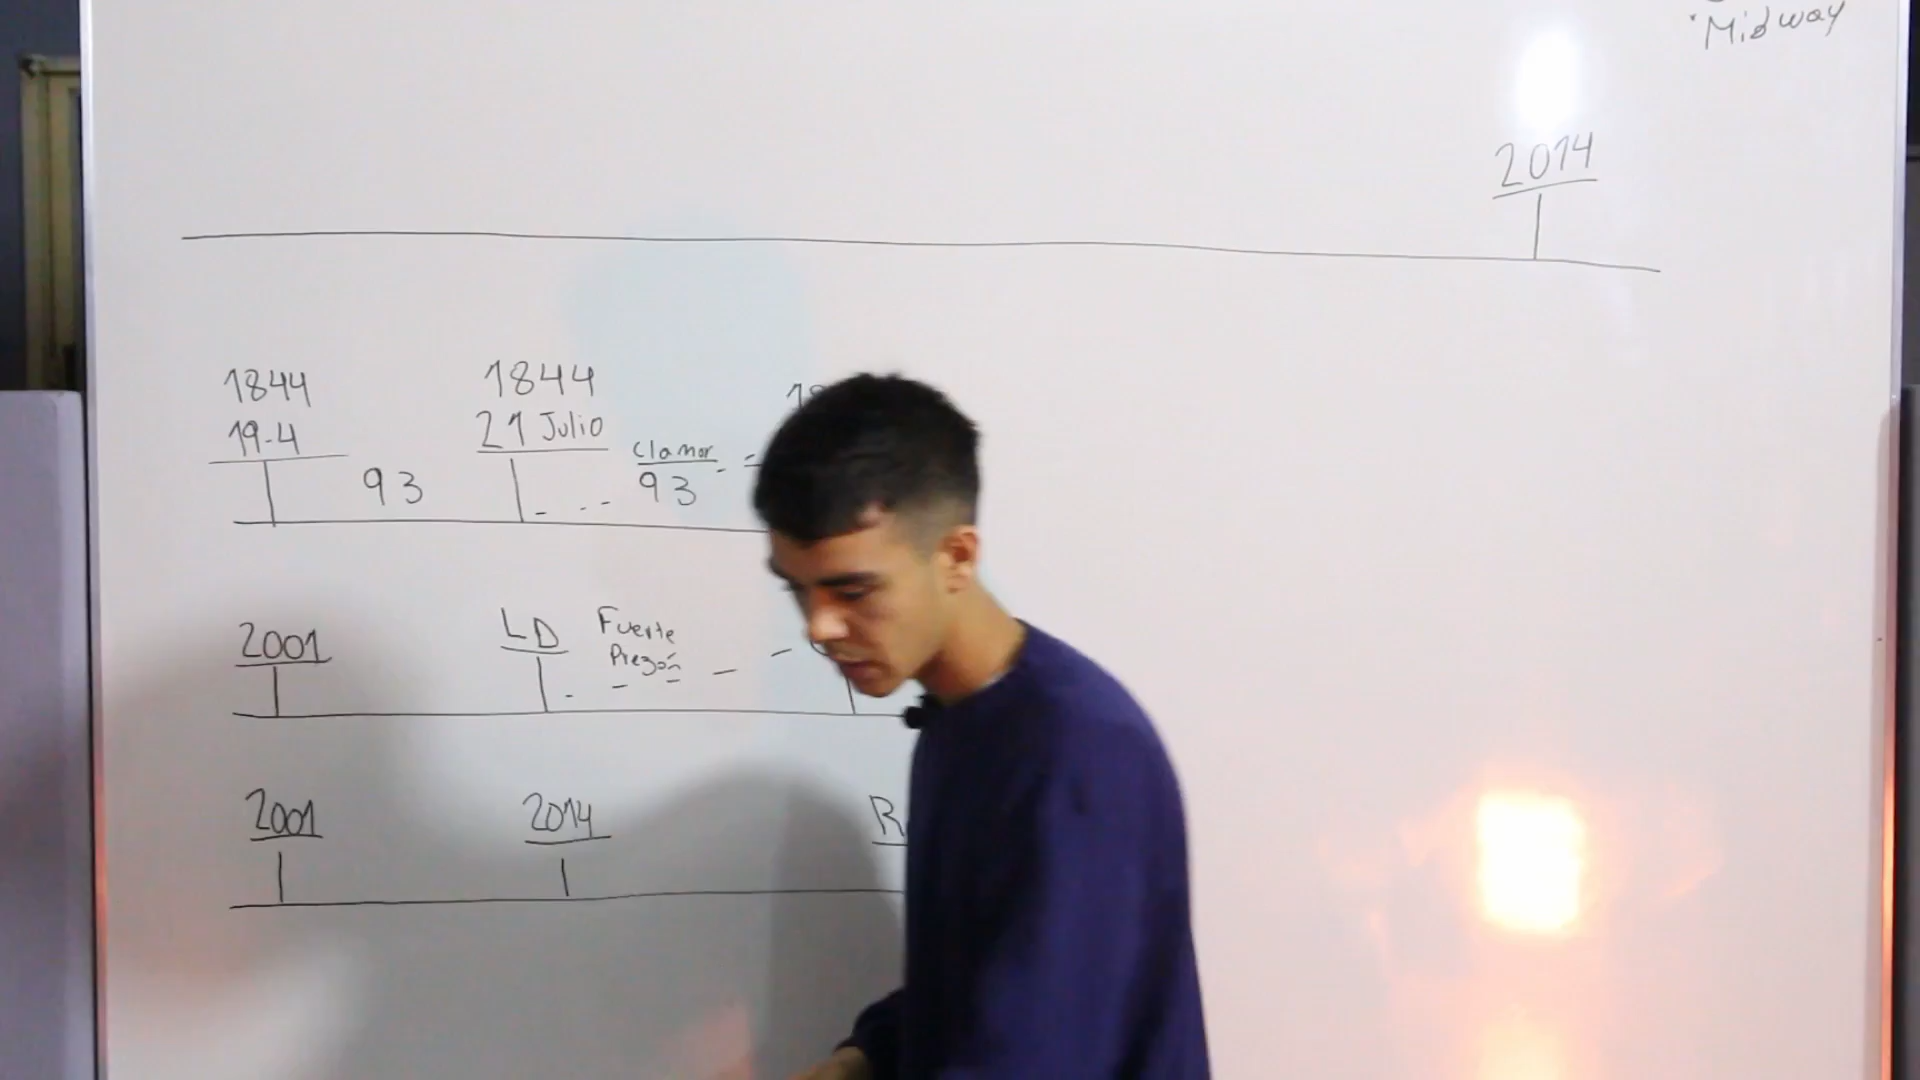 Midway
2014
1844
19-4
93
1844
21 Julio
Clamor
93
2001
LD
Fuerte
Pregón
2001
2014
R